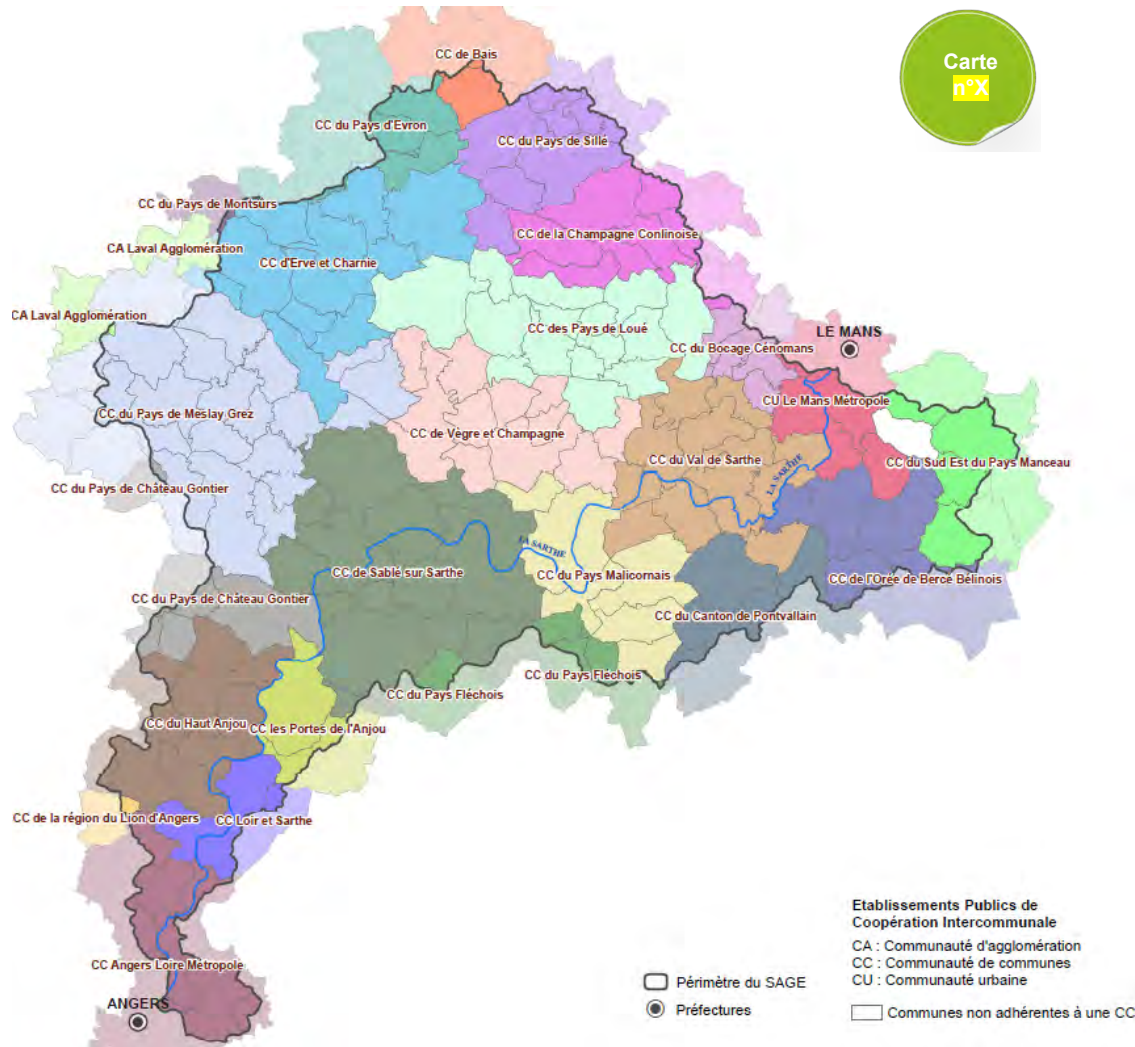 Carte
n°X
CC de Bais
CC du Pays d'Evron
CC du Pays de Sillé
CC du Pays de Montsurs
CC de la Champagne Conlinoise
CA Laval Agglomération
CC d'Erve et Charnie
CA Laval Agglomération
CC des Pays de Loué
LE MANS
CC du Bocage Cénomans
CU Le Mans Métropole
CC du Pays de Meslay Grez
CC de Vègre et Champagne
CC du Val de Sarthe
CC du Sud Est du Pays Manceau
LA SARTHE
CC du Pays de Château Gontier
LA SARTHE
CC de Sablé sur Sarthe
CC du Pays Malicornais
CC de l'Orée de Bercé Bélinois
CC du Pays de Château Gontier
CC du Canton de Pontvallain
CC du Pays Fléchois
CC du Pays Fléchois
CC du Haut Anjou
CC les Portes de l'Anjou
CC de la région du Lion d'Angers
CC Loir et Sarthe
CC Angers Loire Métropole
ANGERS
Périmètre du SAGE
Préfectures
Etablissements Publics de
Coopération Intercommunale
CA : Communauté d'agglomération
CC : Communauté de communes
CU : Communauté urbaine
Communes non adhérentes à une CC